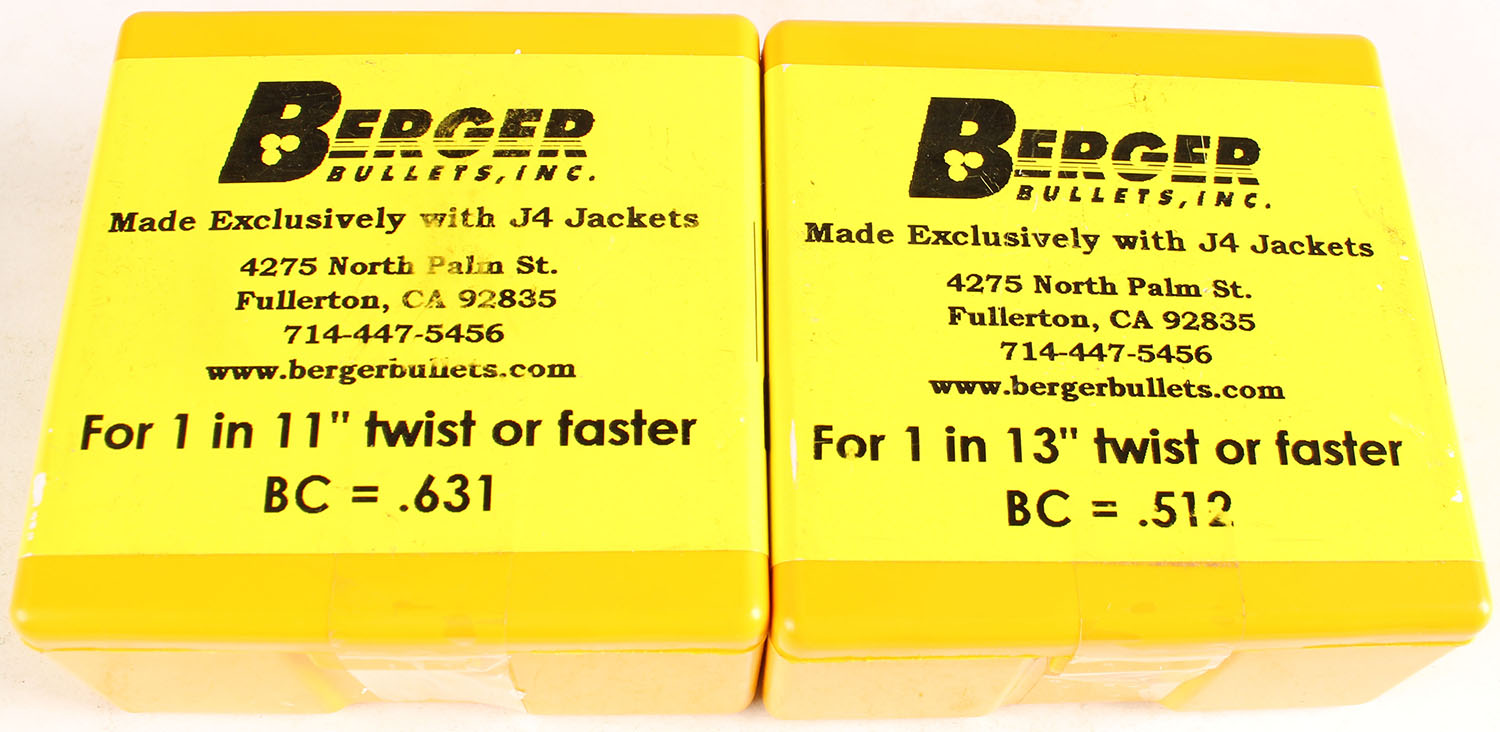 BERGER
BULLETS, INC.
Made Exclusively with J4 Jackets
4275 North Palm St.
Fullerton, CA 92835
714-447-5456
www.bergerbullets.com
For 1 in 11" twist or faster
BC = .631
BERGER
BULLETS, INC.
Made Exclusively with J4 Jackets
4275 North Palm St.
Fullerton, CA 92835
714-447-5456
www.bergerbullets.com
For 1 in 13" twist or faster
BC = .512